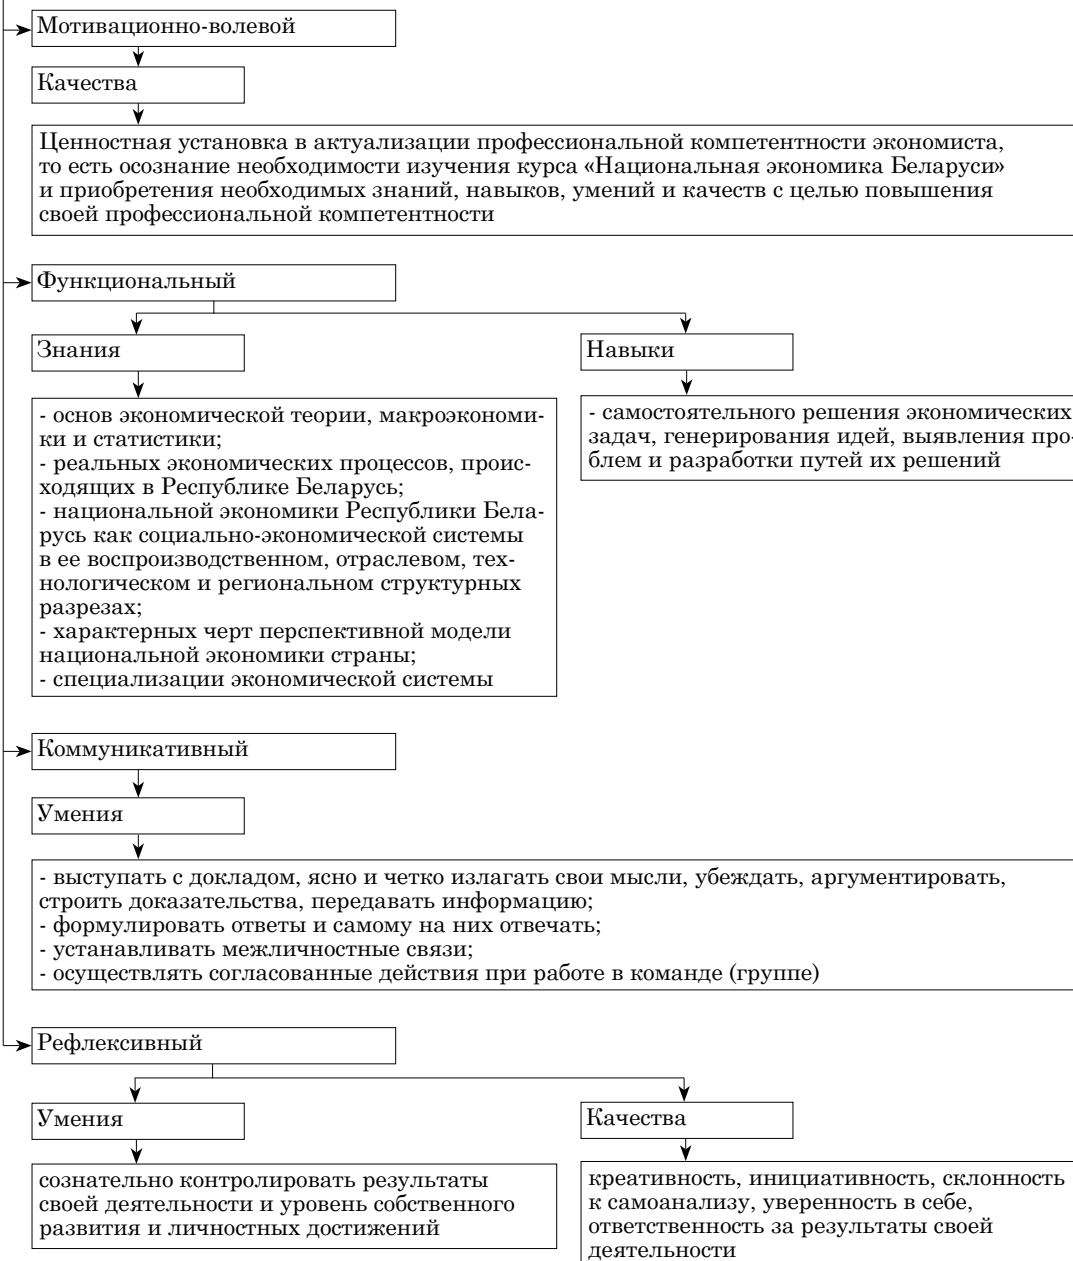 Мотивационно-волевой
Качества
Ценностная установка в актуализации профессиональной компетентности экономиста,
то есть осознание необходимости изучения курса «Национальная экономика Беларуси»
и приобретения необходимых знаний, навыков, умений и качеств с целью повышения
своей профессиональной компетентности
Функциональный
Знания
- основ экономической теории, макроэкономи-
ки и статистики;
- реальных экономических процессов, проис-
ходящих в Республике Беларусь;
- национальной экономики Республики Бела-
русь как социально-экономической системы
в ее воспроизводственном, отраслевом, тех-
нологическом и региональном структурных
разрезах;
- характерных черт перспективной модели
национальной экономики страны;
- специализации экономической системы
Навыки
- самостоятельного решения экономических
задач, генерирования идей, выявления про-
блем и разработки путей их решений
Коммуникативный
Умения
- выступать с докладом, ясно и четко излагать свои мысли, убеждать, аргументировать,
строить доказательства, передавать информацию;
- формулировать ответы и самому на них отвечать;
- устанавливать межличностные связи;
- осуществлять согласованные действия при работе в команде (группе)
Рефлексивный
Умения
сознательно контролировать результаты
своей деятельности и уровень собственного
развития и личностных достижений
Качества
креативность, инициативность, склонность
к самоанализу, уверенность в себе,
ответственность за результаты своей
деятельности